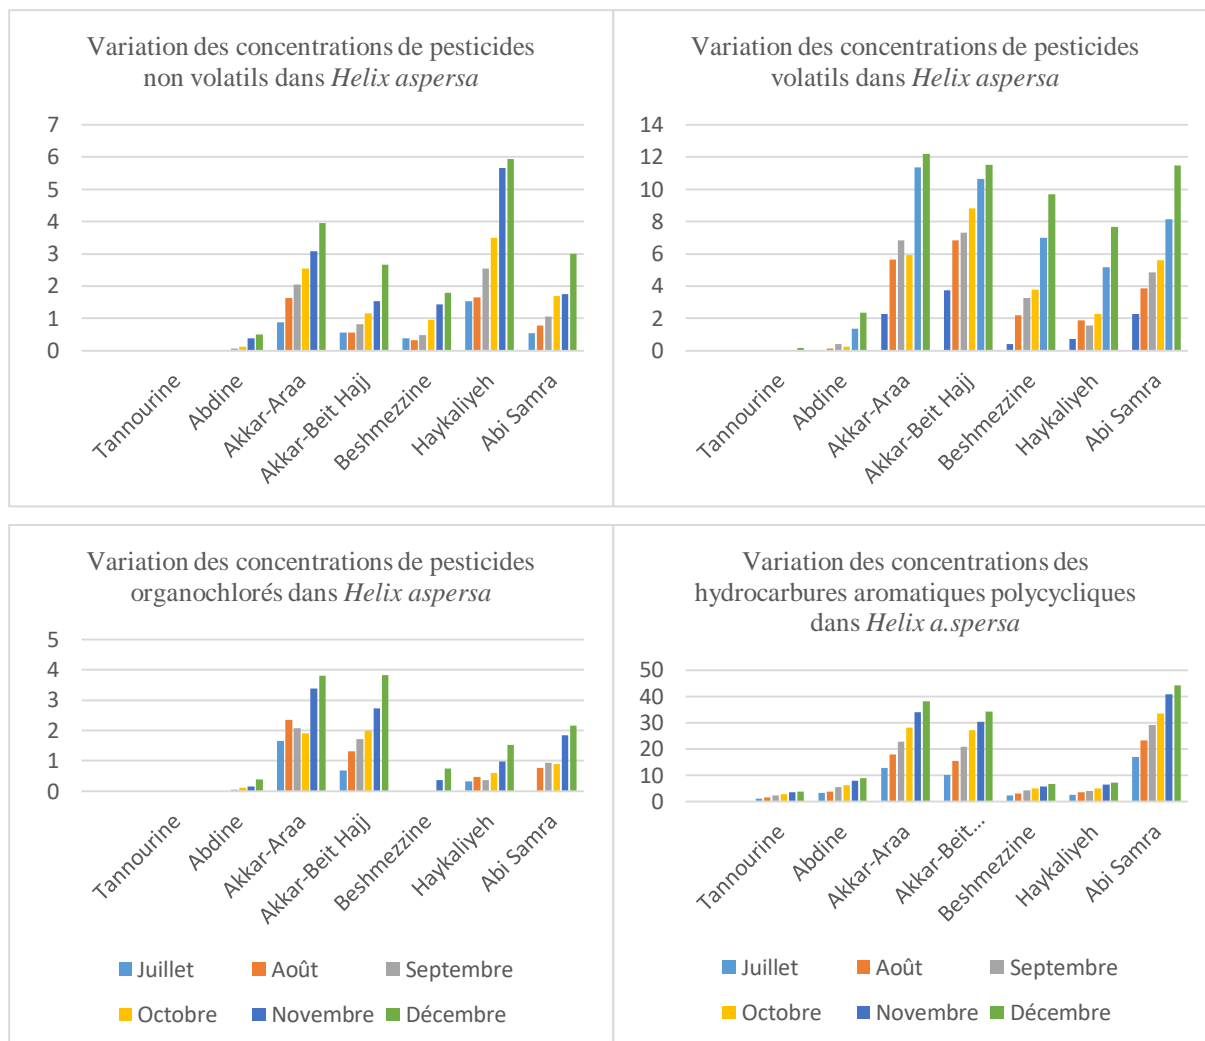 Variation des concentrations de pesticides
non volatils dans Helix aspersa
7
6
5
4
3
2
1
0
Tannourine
Abdine
Akkar-Araa
Akkar-Beit Hajj
Beshmezzine
Haykaliyeh
Abi Samra
Variation des concentrations de pesticides
volatils dans Helix aspersa
14
12
10
8
6
4
2
0
Tannourine
Abdine
Akkar-Araa
Akkar-Beit Hajj
Beshmezzine
Haykaliyeh
Abi Samra
Variation des concentrations de pesticides
organochlorés dans Helix aspersa
5
4
3
2
1
0
Tannourine
Abdine
Akkar-Araa
Akkar-Beit Hajj
Beshmezzine
Haykaliyeh
Abi Samra
Juillet Août Septembre
Octobre Novembre Décembre
Variation des concentrations des
hydrocarbures aromatiques polycycliques
dans Helix a.spersa
50
40
30
20
10
0
Tannourine
Abdine
Akkar-Araa
Akkar-Beit...
Beshmezzine
Haykaliyeh
Abi Samra
Juillet Août Septembre
Octobre Novembre Décembre